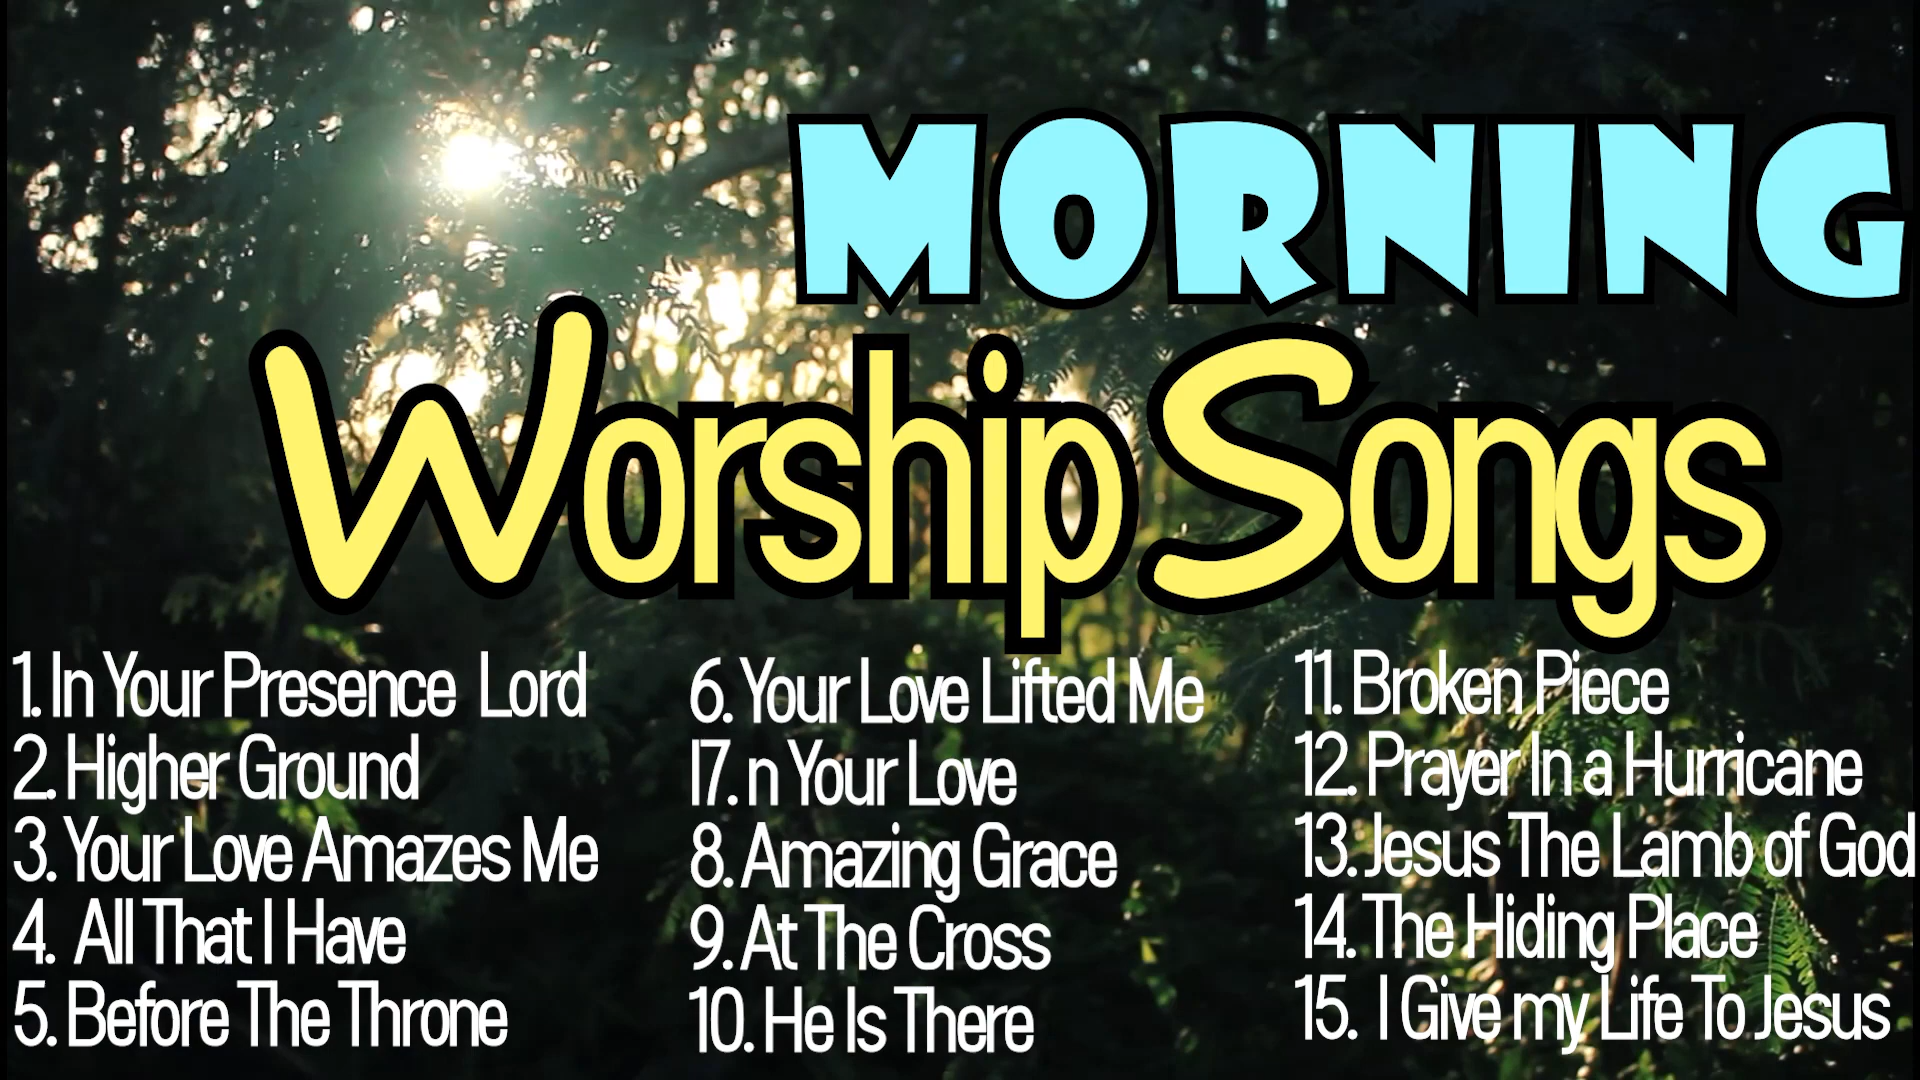 MORNING
Worship Songs
1. In Your Presence Lord
2. Higher Ground
3. Your Love Amazes Me
4. All That I Have
5. Before The Throne
6. Your Love Lifted Me
I7. n Your Love
8. Amazing Grace
9. At The Cross
10. He Is There
11. Broken Piece
12. Prayer In a Hurricane
13. Jesus The Lamb of God
14. The Hiding Place
15. I Give my Life To Jesus